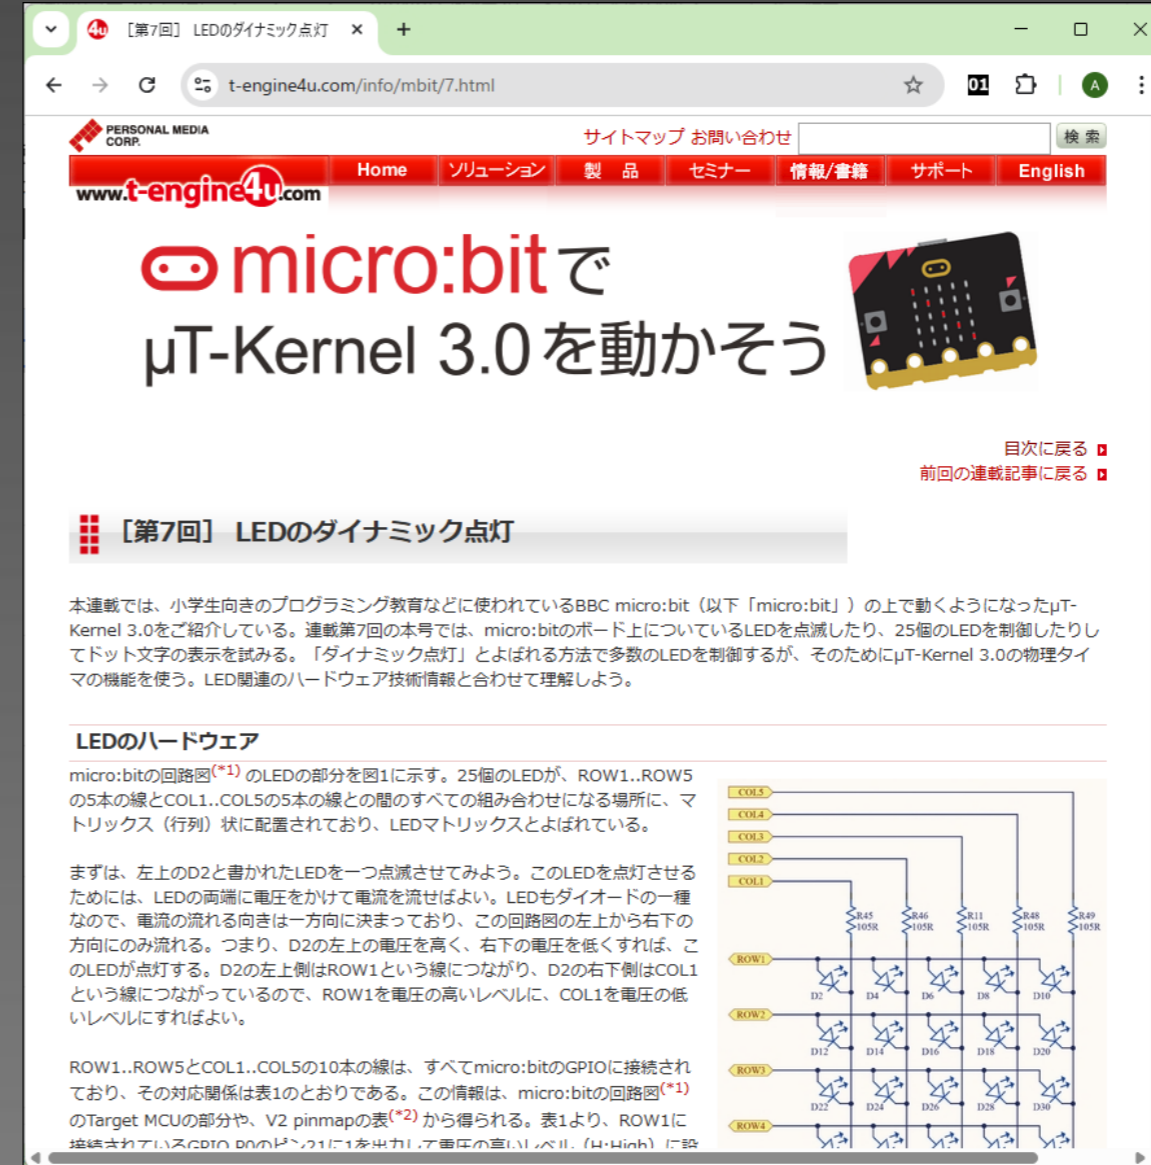 [第7回] LEDのダイナミック点灯
t-engine4u.com/info/mbit/7.html
01
A
PERSONAL MEDIA
CORP.
サイトマップ お問い合わせ
検 索
www.t-engine4u.com
Home ソリューション 製 品 セミナー 情報/書籍 サポート English
micro:bitで
μT-Kernel 3.0を動かそう
目次に戻る
前回の連載記事に戻る
[第7回] LEDのダイナミック点灯
本連載では、小学生向きのプログラミング教育などに使われているBBC micro:bit（以下「micro:bit」）の上で動くようになったμT-
Kernel 3.0をご紹介している。連載第7回の本号では、micro:bitのボード上についているLEDを点滅したり、25個のLEDを制御したりし
てドット文字の表示を試みる。「ダイナミック点灯」とよばれる方法で多数のLEDを制御するが、そのためにμT-Kernel 3.0の物理タイ
マの機能を使う。LED関連のハードウェア技術情報と合わせて理解しよう。
LEDのハードウェア
micro:bitの回路図(*1) のLEDの部分を図1に示す。25個のLEDが、ROW1..ROW5
の5本の線とCOL1..COL5の5本の線との間のすべての組み合わせになる場所に、マ
トリックス（行列）状に配置されており、LEDマトリックスとよばれている。
まずは、左上のD2と書かれたLEDを一つ点滅させてみよう。このLEDを点灯させる
ためには、LEDの両端に電圧をかけて電流を流せばよい。LEDもダイオードの一種
なので、電流の流れる向きは一方向に決まっており、この回路図の左上から右下の
方向にのみ流れる。つまり、D2の左上の電圧を高く、右下の電圧を低くすれば、こ
のLEDが点灯する。D2の左上側はROW1という線につながり、D2の右下側はCOL1
という線につながっているので、ROW1を電圧の高いレベルに、COL1を電圧の低
いレベルにすればよい。
ROW1..ROW5とCOL1..COL5の10本の線は、すべてmicro:bitのGPIOに接続され
ており、その対応関係は表1のとおりである。この情報は、micro:bitの回路図(*1)
のTarget MCUの部分や、V2 pinmapの表(*2) から得られる。表1より、ROW1に
接続されているGPIO P0のピン21に1を出力して電圧の高いレベル（H:High）に設
COL5
COL4
COL3
COL2
COL1
R45 R46 R11 R48 R49
105R 105R 105R 105R 105R
ROW1
D2 D4 D6 D8 D10
ROW2
D12 D14 D16 D18 D20
ROW3
D22 D24 D26 D28 D30
ROW4